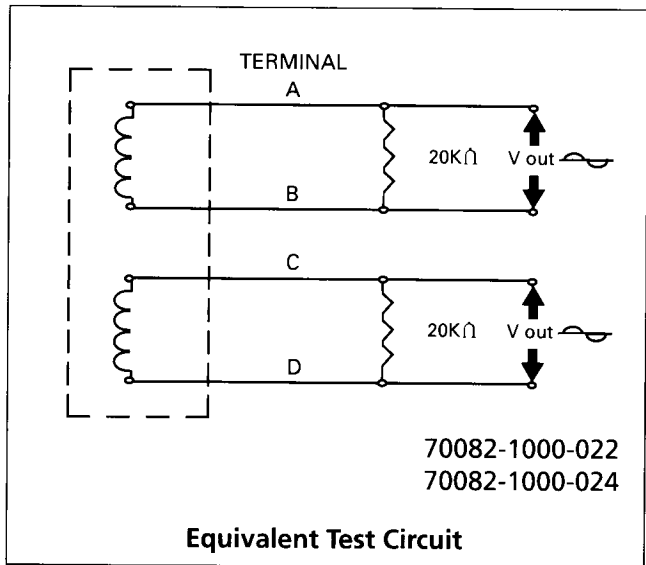 TERMINAL
A
20KΩ
V out
B
C
20KΩ
V out
D
70082-1000-022
70082-1000-024
Equivalent Test Circuit